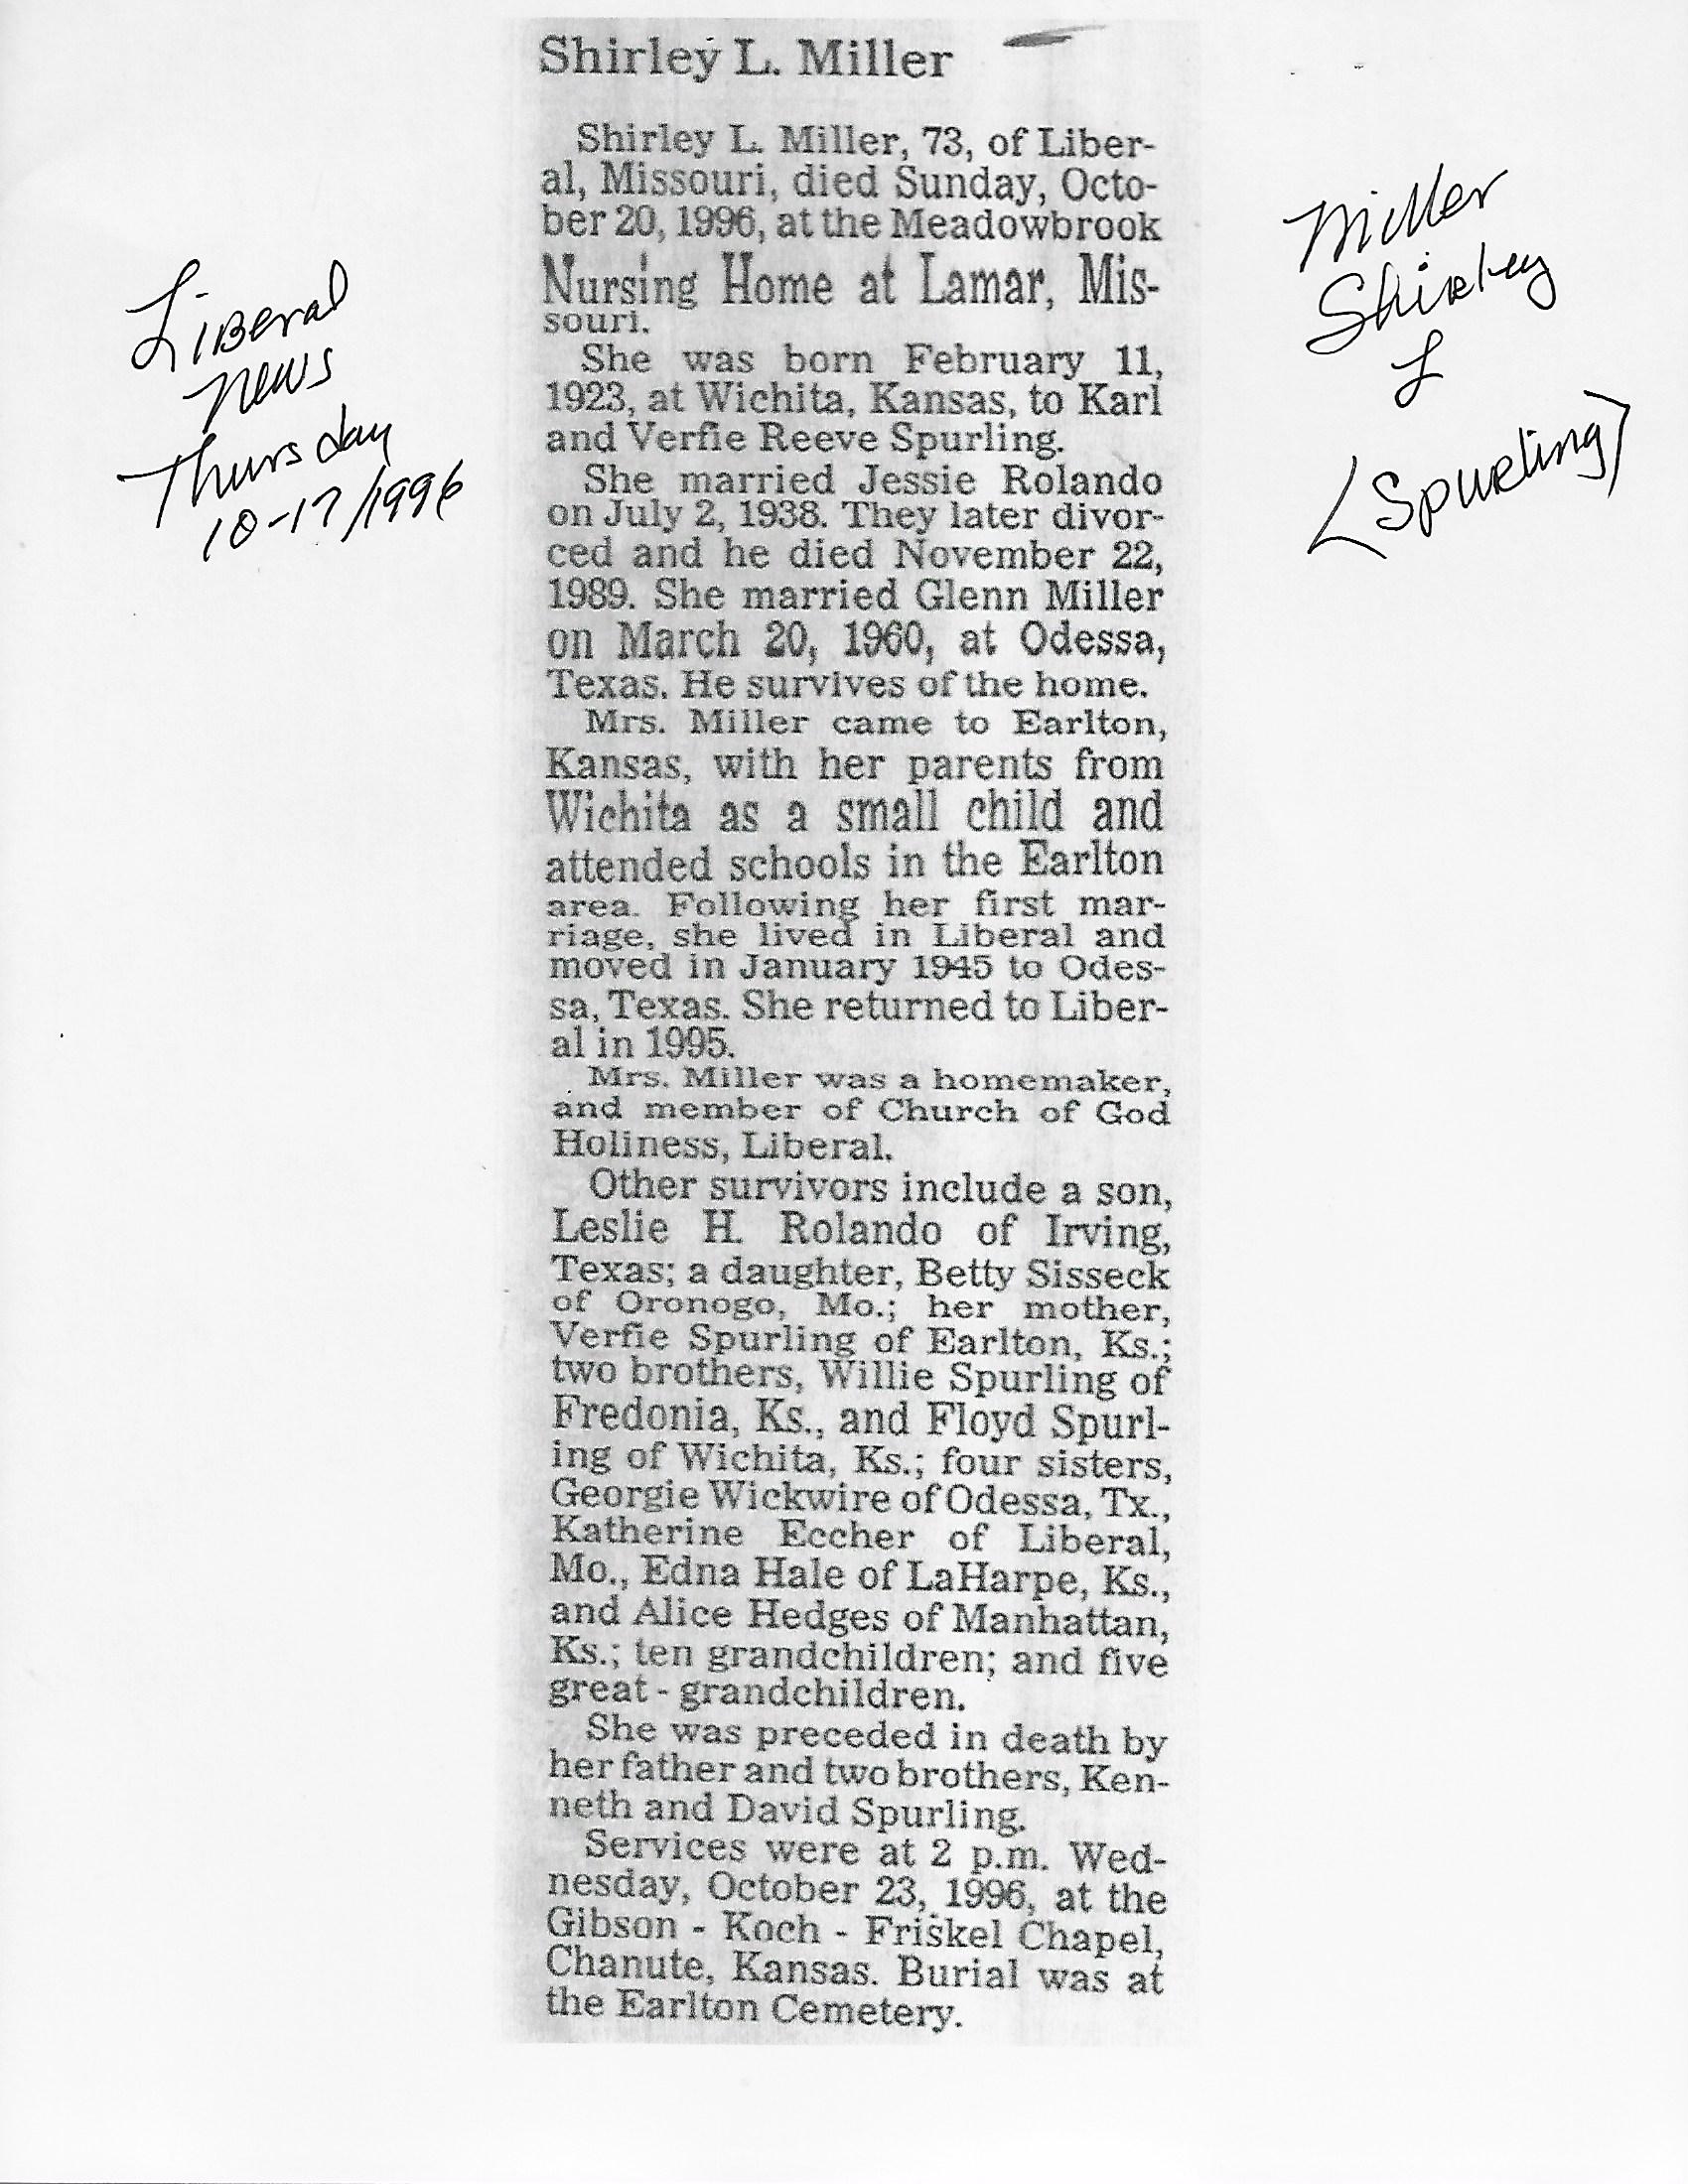 Shirley L. Miller
Shirley L. Miller, 73, of Liber-
al, Missouri, died Sunday, Octo-
ber 20, 1996, at the Meadowbrook
Nursing Home at Lamar, Mis-
souri.
She was born February 11,
1923, at Wichita, Kansas, to Karl
and Verfie Reeve Spurling.
She married Jessie Rolando
on July 2, 1938. They later divor-
ced and he died November 22,
1989. She married Glenn Miller
on March 20, 1960, at Odessa,
Texas. He survives of the home.
Mrs. Miller came to Earlton,
Kansas, with her parents from
Wichita as a small child and
attended schools in the Earlton
area. Following her first mar-
riage, she lived in Liberal and
moved in January 1945 to Odes-
sa, Texas. She returned to Liber-
al in 1995.
Mrs. Miller was a homemaker,
and member of Church of God
Holiness, Liberal.
Other survivors include a son,
Leslie H. Rolando of Irving,
Texas; a daughter, Betty Sisseck
of Oronogo, Mo.; her mother,
Verfie Spurling of Earlton, Ks.;
two brothers, Willie Spurling of
Fredonia, Ks., and Floyd Spurl-
ing of Wichita, Ks.; four sisters,
Georgie Wickwire of Odessa, Tx.,
Katherine Eccher of Liberal,
Mo., Edna Hale of LaHarpe, Ks.,
and Alice Hedges of Manhattan,
Ks.; ten grandchildren; and five
great - grandchildren.
She was preceded in death by
her father and two brothers, Ken-
neth and David Spurling.
Services were at 2 p.m. Wed-
nesday, October 23, 1996, at the
Gibson - Koch - Friskel Chapel,
Chanute, Kansas. Burial was at
the Earlton Cemetery.
Liberal
News
Thursday
10-17/1996
Miller
Shirley
L
(Spurling)